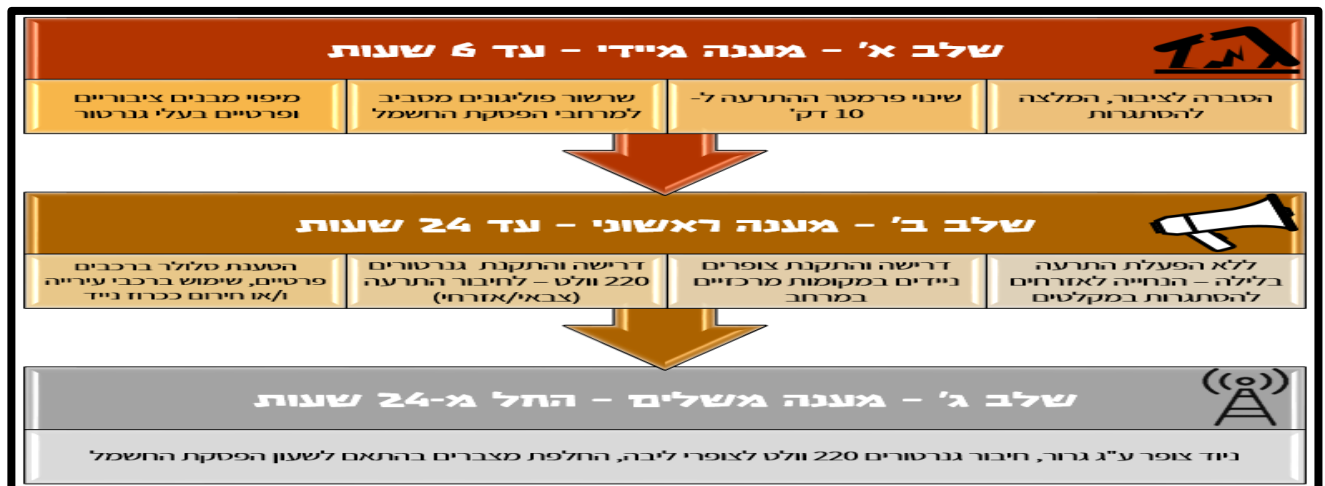 שלב א' – מענה מיידי – עד 6 שעות
הסברה לציבור, המלצה
להסתגרות
שינוי פרמטר ההתרעה ל-
10 דק'
שרשור פוליגונים מסביב
למרחבי הפסקת החשמל
מיפוי מבנים ציבוריים
ופרטיים בעלי גנרטור
שלב ב' – מענה ראשוני – עד 24 שעות
ללא הפעלת התרעה
בלילה – הנחייה לאזרחים
להסתגרות במקלטים
דרישה והתקנת צופרים
ניידים במקומות מרכזיים
במרחב
דרישה והתקנת גנרטורים
220 וולט – לחיבור התרעה
(צבאי/אזרחי)
הטענת סלולר ברכבים
פרטיים, שימוש ברכבי עירייה
ו/או חירום ככרוז נייד
שלב ג' – מענה משלים – החל מ-24 שעות
ניוד צופר ע"ג גרור, חיבור גנרטורים 220 וולט לצופרי ליבה, החלפת מצברים בהתאם לשעון הפסקת החשמל